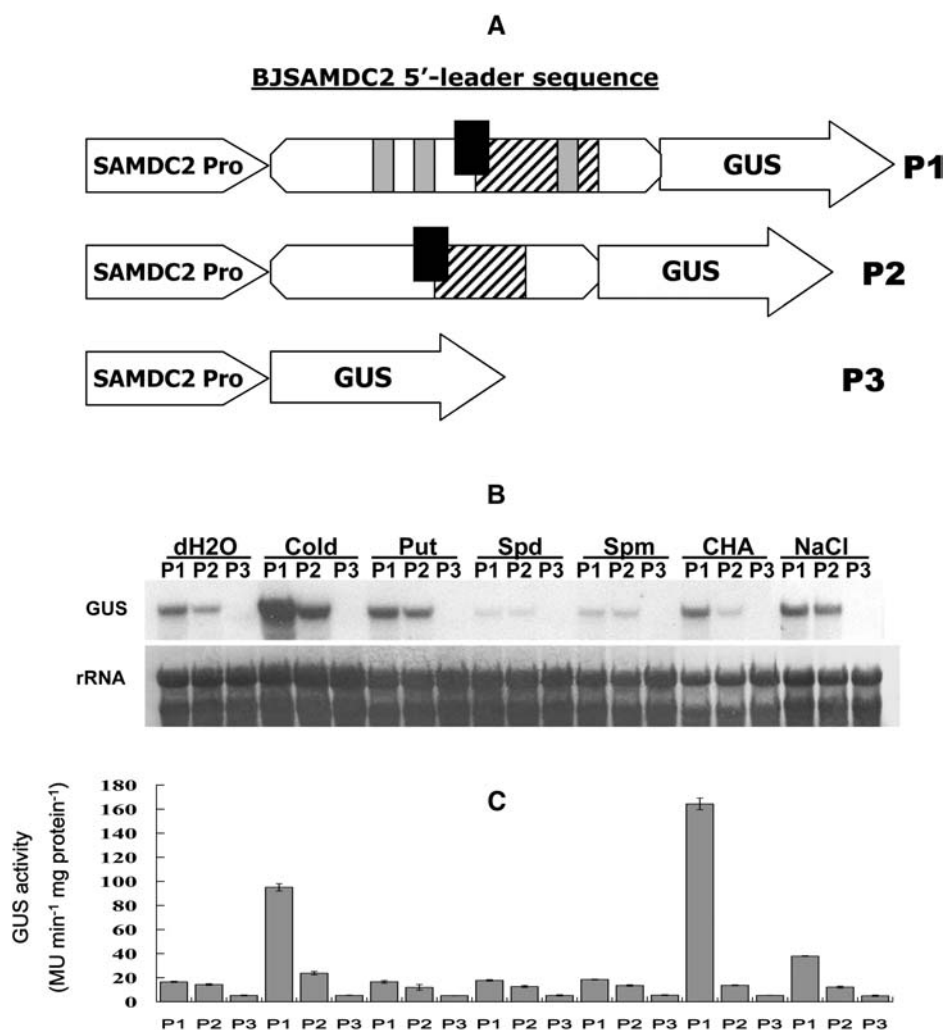 A
BJSAMDC2 5'-leader sequence
SAMDC2 Pro GUS P1
SAMDC2 Pro GUS P2
SAMDC2 Pro GUS P3
B
dH2O Cold Put Spd Spm CHA NaCl
P1 P2 P3 P1 P2 P3 P1 P2 P3 P1 P2 P3 P1 P2 P3 P1 P2 P3 P1 P2 P3
GUS
rRNA
C
GUS activity
(MU min-1 mg protein-1)
180
160
140
120
100
80
60
40
20
0
P1 P2 P3 P1 P2 P3 P1 P2 P3 P1 P2 P3 P1 P2 P3 P1 P2 P3 P1 P2 P3